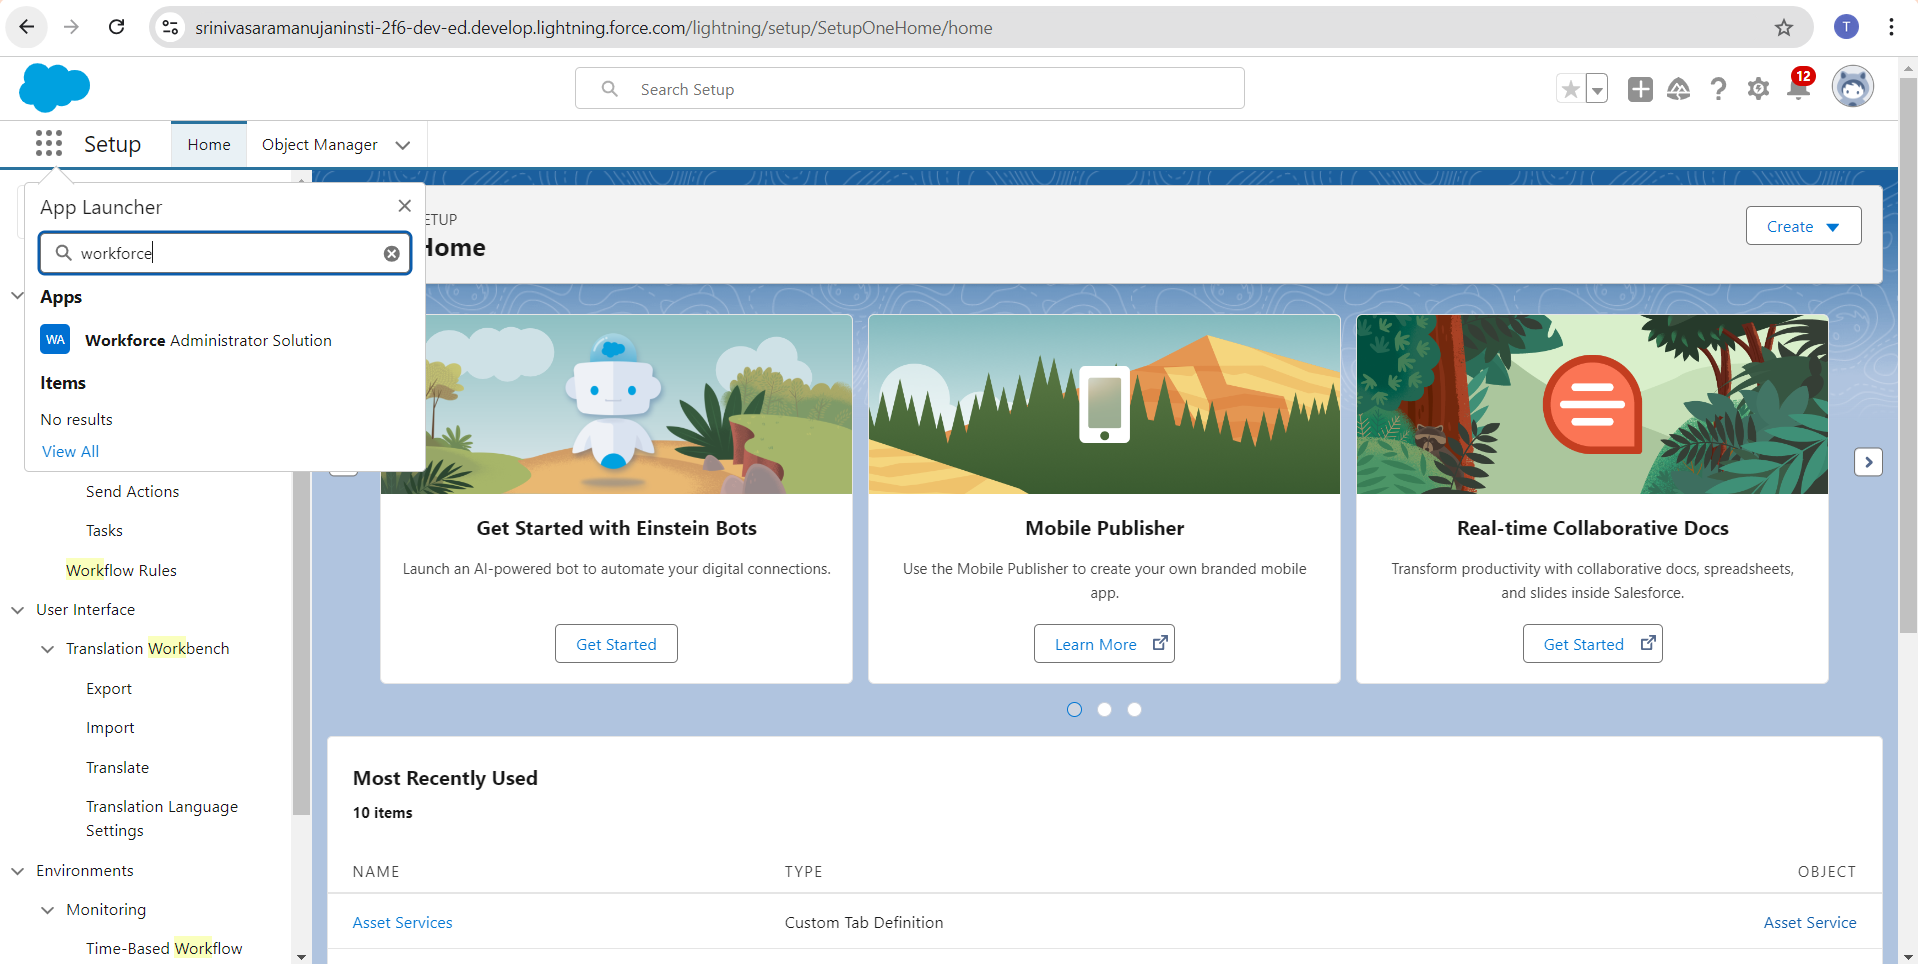 srinivasaramanujaninsti-2f6-dev-ed.develop.lightning.force.com/lightning/setup/SetupOneHome/home
T
Search Setup
12
Setup
Home
Object Manager
App Launcher
workforce
Apps
WA
Workforce Administrator Solution
Items
No results
View All
Send Actions
Tasks
Workflow Rules
User Interface
Translation Workbench
Export
Import
Translate
Translation Language
Settings
Environments
Monitoring
Time-Based Workflow
ETUP
Home
Create
Get Started with Einstein Bots
Launch an AI-powered bot to automate your digital connections.
Get Started
Mobile Publisher
Use the Mobile Publisher to create your own branded mobile
app.
Learn More
Real-time Collaborative Docs
Transform productivity with collaborative docs, spreadsheets,
and slides inside Salesforce.
Get Started
Most Recently Used
10 items
NAME
TYPE
OBJECT
Asset Services
Custom Tab Definition
Asset Service